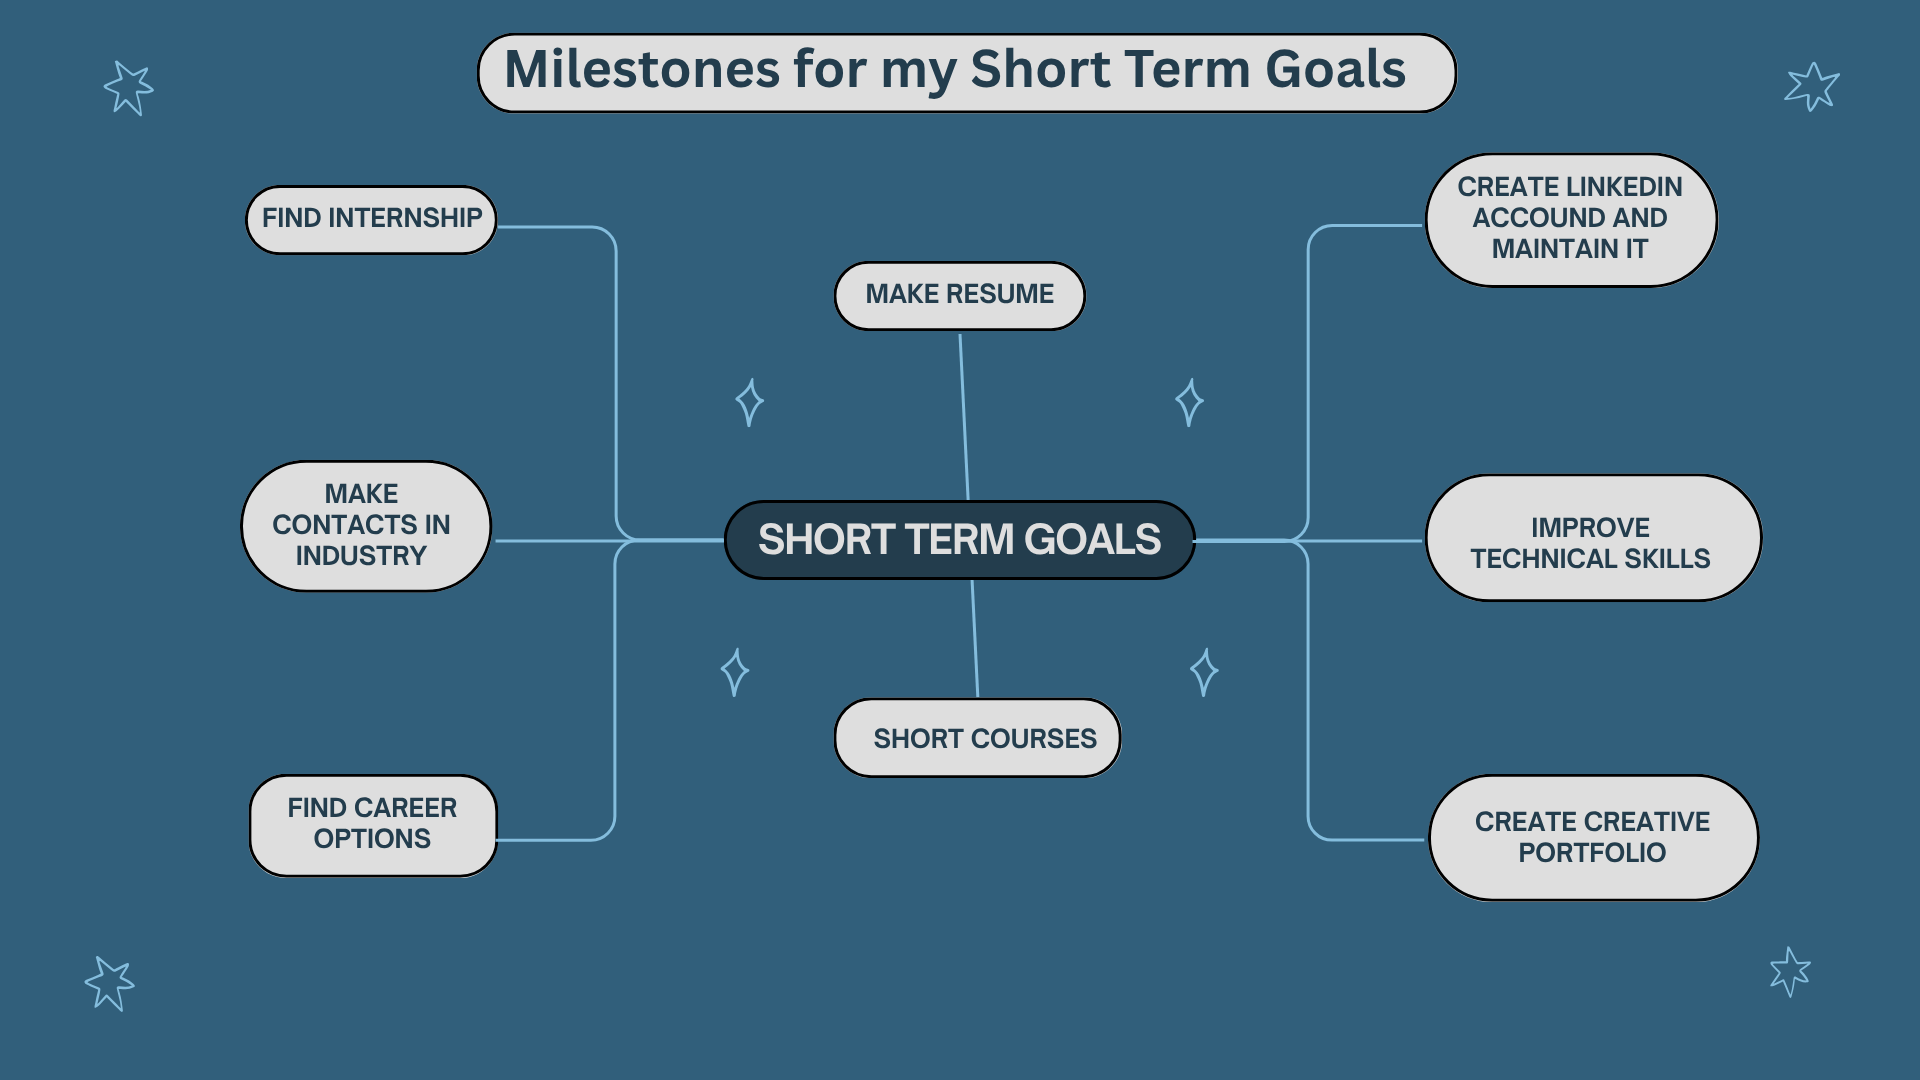 Milestones for my Short Term Goals
FIND INTERNSHIP
CREATE LINKEDIN
ACCOUND AND
MAINTAIN IT
MAKE RESUME
MAKE
CONTACTS IN
INDUSTRY
SHORT TERM GOALS
IMPROVE
TECHNICAL SKILLS
SHORT COURSES
FIND CAREER
OPTIONS
CREATE CREATIVE
PORTFOLIO